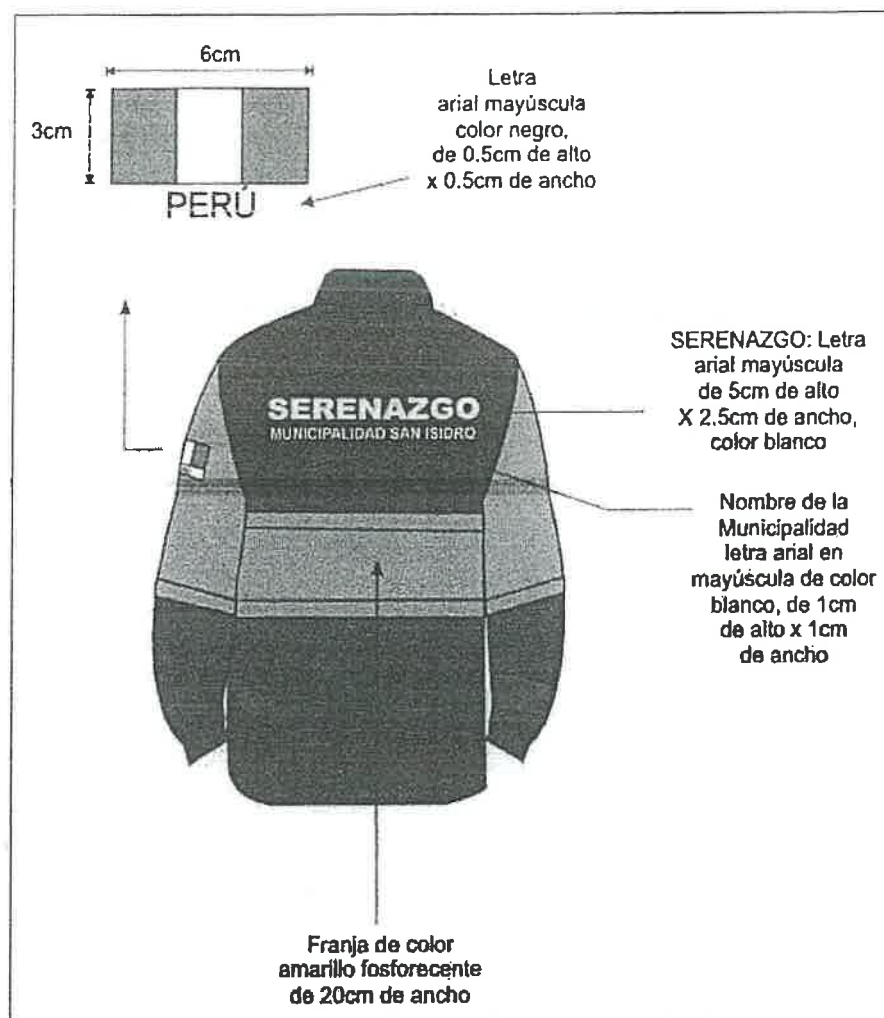 6cm
3cm
PERÚ
Letra
arial mayúscula
color negro,
de 0.5cm de alto
x 0.5cm de ancho
SERENAZGO
MUNICIPALIDAD SAN ISIDRO
SERENAZGO: Letra
arial mayúscula
de 5cm de alto
X 2.5cm de ancho,
color blanco
Nombre de la
Municipalidad
letra arial en
mayúscula de color
blanco, de 1cm
de alto x 1cm
de ancho
Franja de color
amarillo fosforecente
de 20cm de ancho